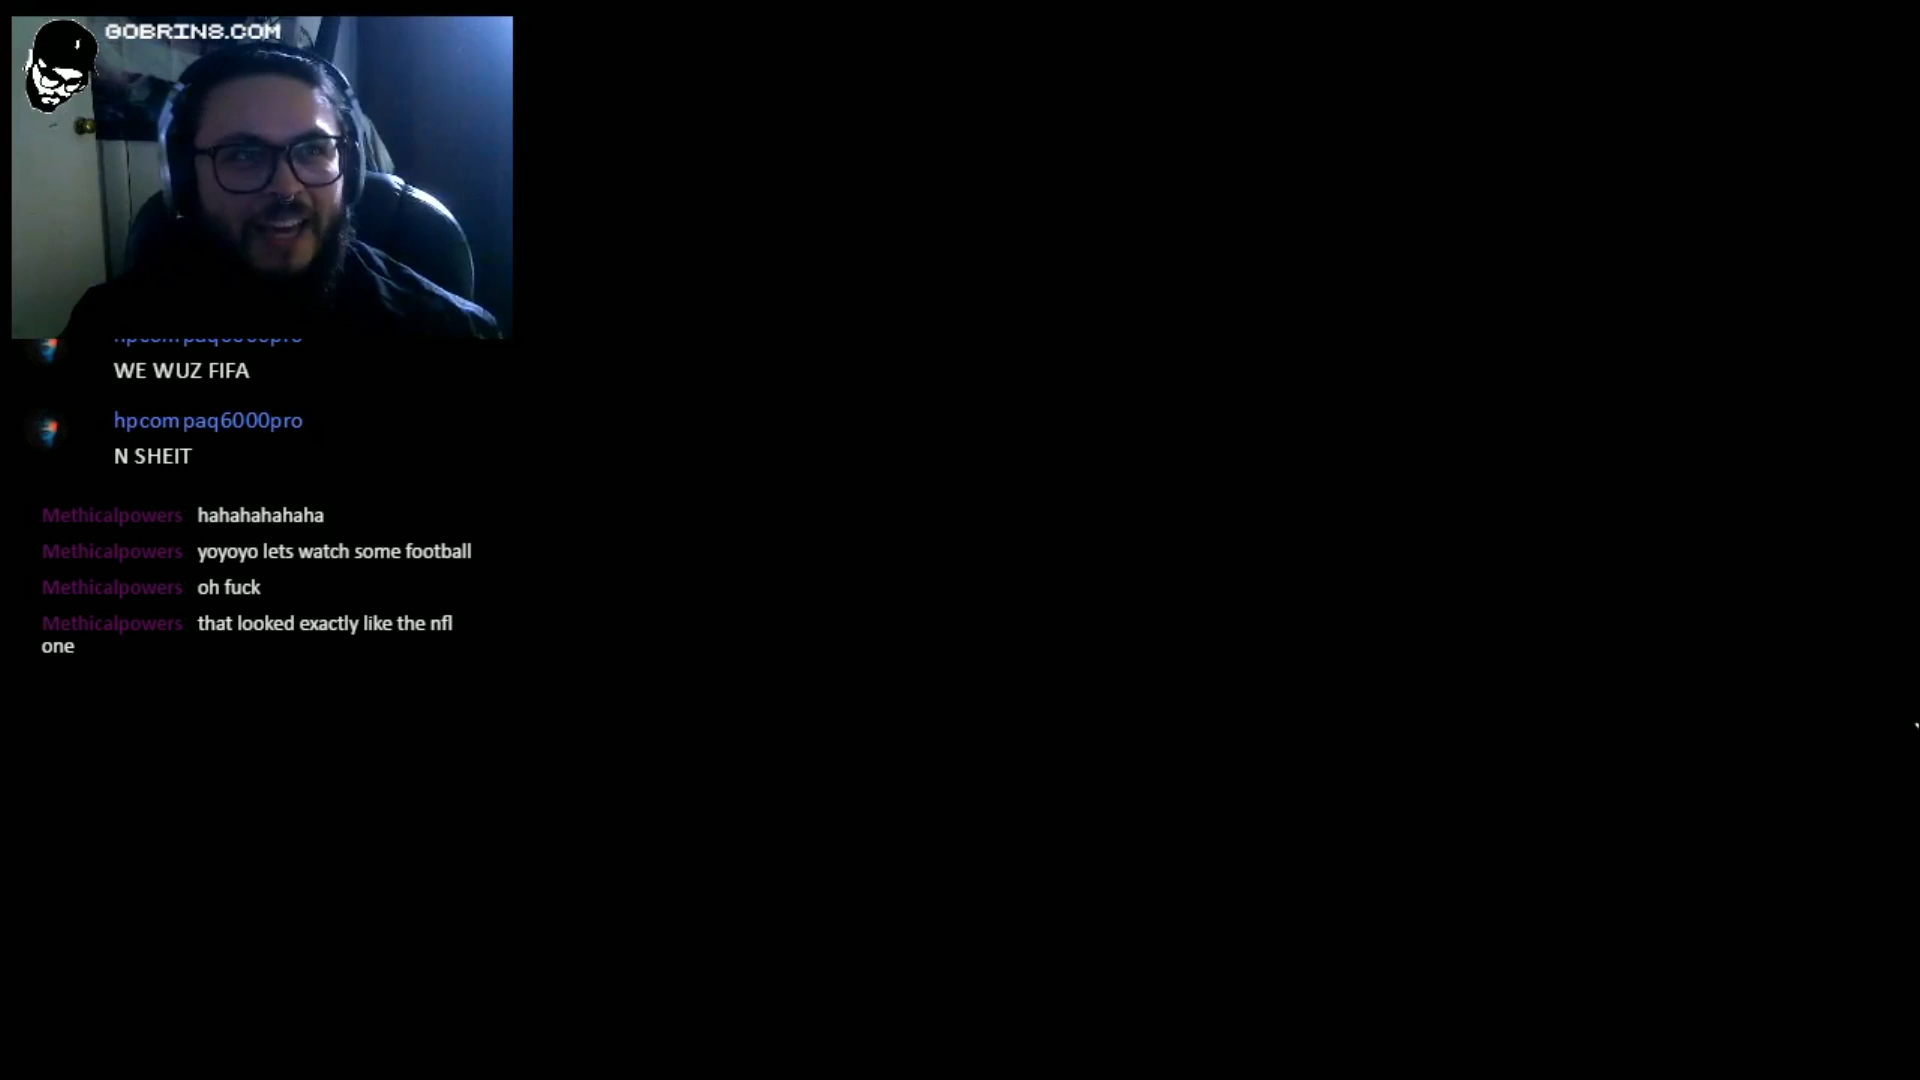 GOBRINS.COM
hpcompaq6000pro
WE WUZ FIFA
hpcompaq6000pro
N SHEIT
Methicalpowers hahahahahaha
Methicalpowers yoyoyo lets watch some football
Methicalpowers oh fuck
Methicalpowers that looked exactly like the nfl
one